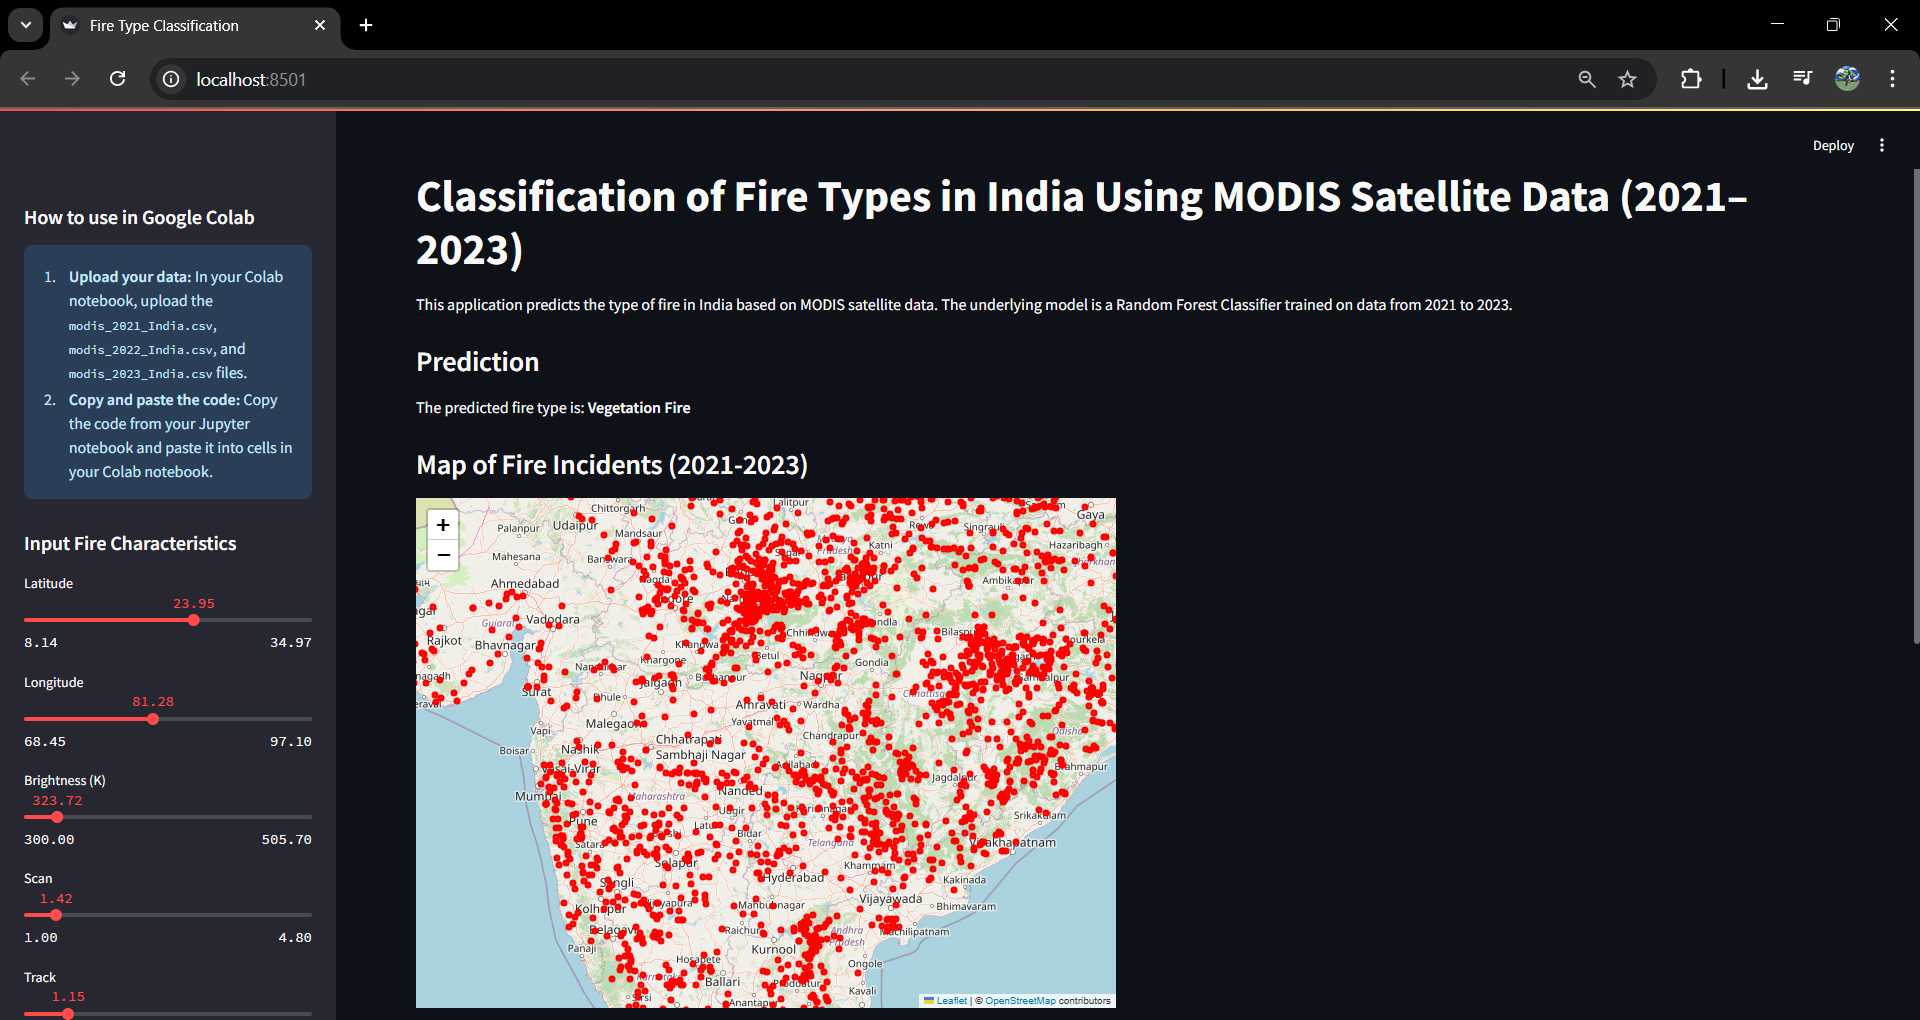 Fire Type Classification
localhost:8501
Deploy
How to use in Google Colab
1. Upload your data: In your Colab
notebook, upload the
modis_2021_India.csv,
modis_2022_India.csv, and
modis_2023_India.csv files.
2. Copy and paste the code: Copy
the code from your Jupyter
notebook and paste it into cells in
your Colab notebook.
Input Fire Characteristics
Latitude
23.95
8.14 34.97
Longitude
81.28
68.45 97.10
Brightness (K)
323.72
300.00 505.70
Scan
1.42
1.00 4.80
Track
1.15
Classification of Fire Types in India Using MODIS Satellite Data (2021–
2023)
This application predicts the type of fire in India based on MODIS satellite data. The underlying model is a Random Forest Classifier trained on data from 2021 to 2023.
Prediction
The predicted fire type is: Vegetation Fire
Map of Fire Incidents (2021-2023)
+
−
Lalitpur
Chittorgarh
Gaya
Palanpur
Udaipur
Singrauli
Mandsaur
Katni
Hazaribagh
Mahesana
Banswara
Ahmedabad
Ambikapur
Gujarat
Vadodara
Bilaspur
Rajkot
Bhavnagar
Khandwa
Khargone
Betul
Gondia
Surat
Dhule
Amravati
Wardha
Malegaon
Yavatmal
Chandrapur
Vapi
Odisha
Boisar
Nashik
Chhatrapati
Sambhaji Nagar
Vasai-Virar
Adilabad
Jagdalpur
Brahmapur
Mumbai
Maharashtra
Nanded
Udgir
Karimnagar
Srikakulam
Pune
Latur
Bidar
Satara
Telangana
Visakhapatnam
Solapur
Khammam
Sangli
Hyderabad
Kakinada
Kolhapur
Vijayapura
Mahbubnagar
Vijayawada
Bhimavaram
Belagavi
Raichur
Andhra
Pradesh
Machilipatnam
Panaji
Kurnool
Hosapete
Ongole
Karnataka
Ballari
Proddatur
Sirsi
Anantapur
Kavali
Leaflet | © OpenStreetMap contributors